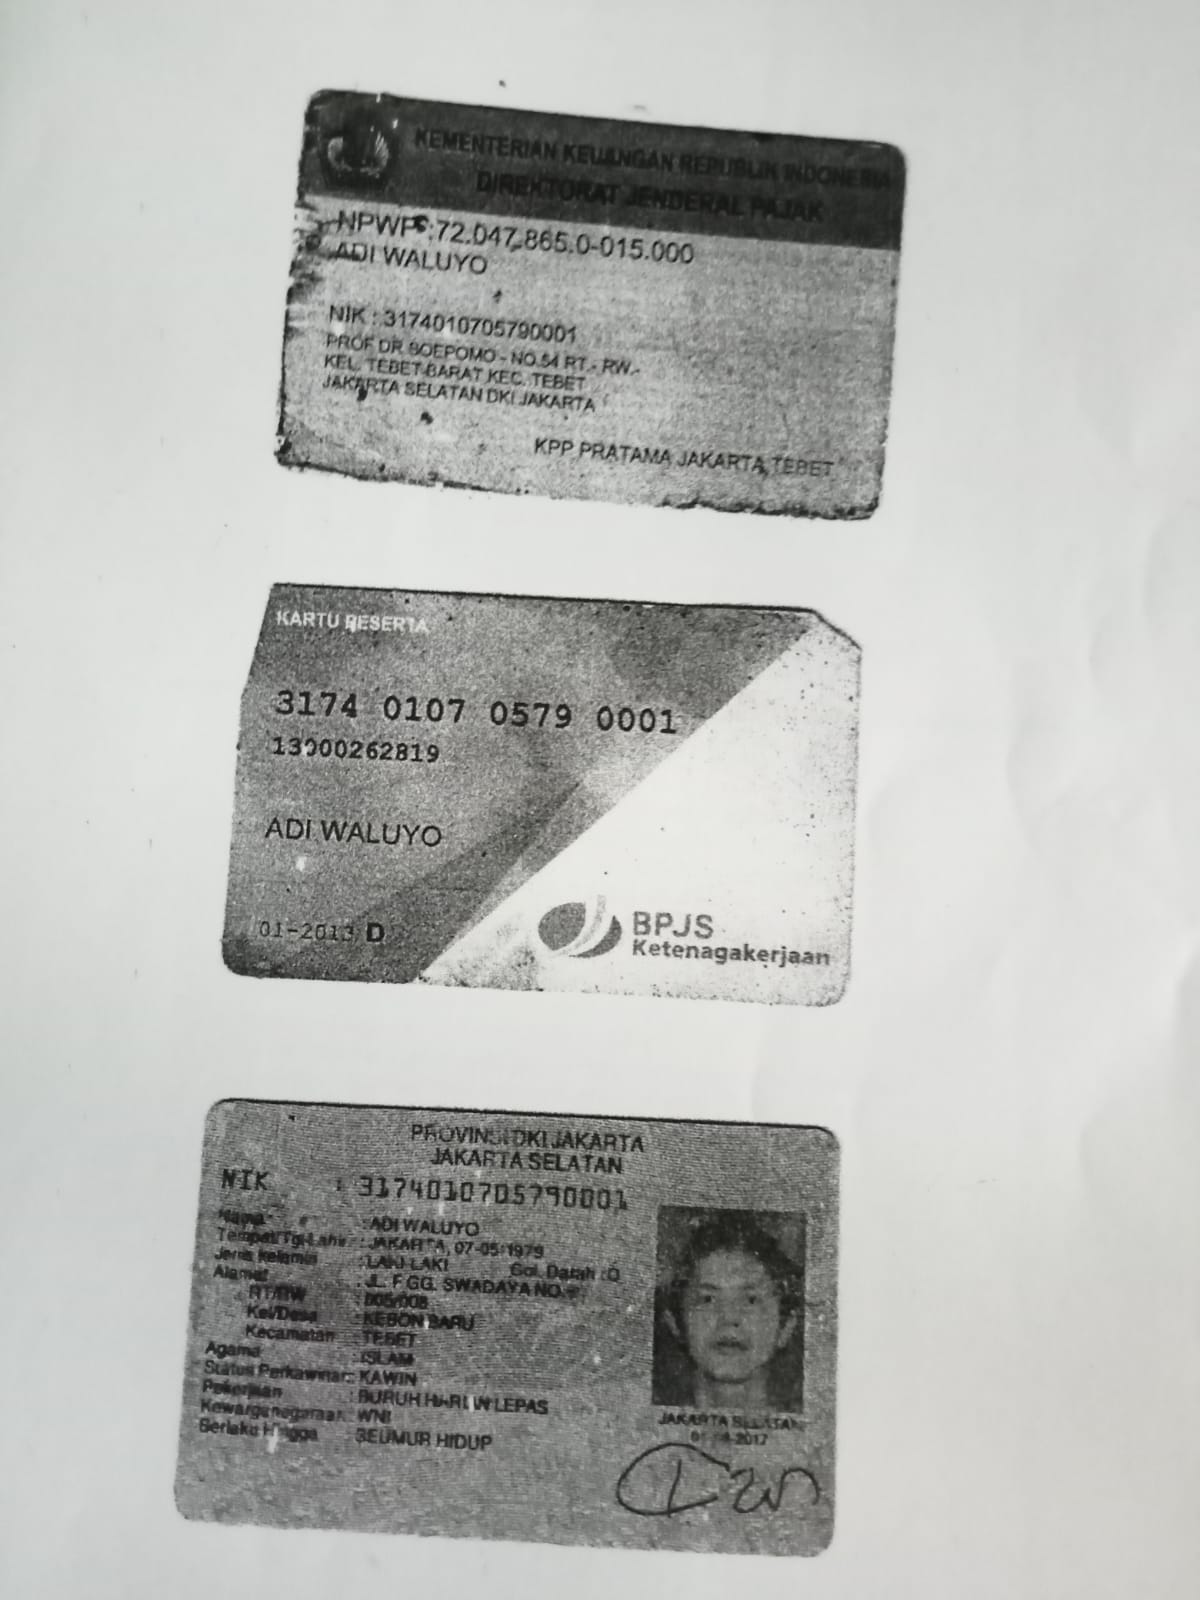 KEMENTERIAN KEUANGAN REPUBLIK INDONESIA
DIREKTORAT JENDERAL PAJAK
NPWP :72.047.865.0-015.000
ADI WALUYO
NIK : 3174010705790001
PROF DR SOEPOMO - NO.54 RT.- RW.-
KEL. TEBET BARAT KEC. TEBET
JAKARTA SELATAN DKI JAKARTA
KPP PRATAMA JAKARTA TEBET
KARTU PESERTA
3174 0107 0579 0001
13000262819
ADI WALUYO
01-2013 D
BPJS
Ketenagakerjaan
PROVINSI DKI JAKARTA
JAKARTA SELATAN
NIK : 3174010705790001
Nama : ADI WALUYO
Tempat/Tgl Lahir : JAKARTA, 07-05-1979
Jenis Kelamin : LAKI-LAKI Gol. Darah : O
Alamat : JL. F GG. SWADAYA NO.
RT/RW : 005/008
Kel/Desa : KEBON BARU
Kecamatan : TEBET
Agama : ISLAM
Status Perkawinan : KAWIN
Pekerjaan : BURUH HARIAN LEPAS
Kewarganegaraan : WNI
Berlaku Hingga : SEUMUR HIDUP
JAKARTA SELATAN
2017